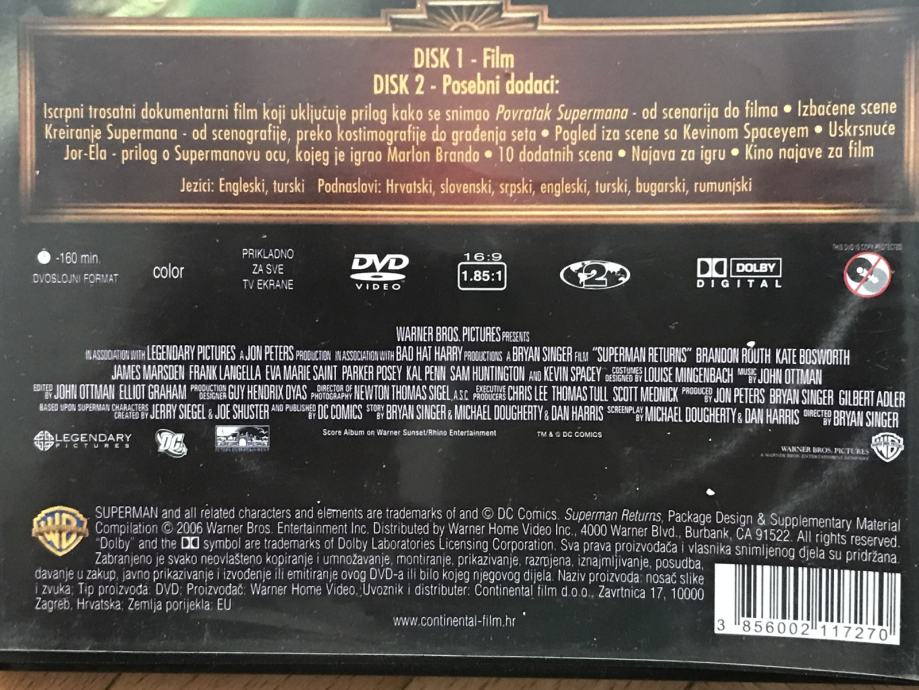 DISK 1 - Film
DISK 2 - Posebni dodaci:
Iscrpni trosatni dokumentarni film koji uključuje prilog kako se snimao Povratak Supermana - od scenarija do filma • Izbačene scene
Kreiranje Supermana - od scenografije, preko kostimografije do građenja seta • Pogled iza scene sa Kevinom Spaceyem • Uskrsnuće
Jor-Ela - prilog o Supermanovu ocu, kojeg je igrao Marlon Brando • 10 dodatnih scena • Najava za igru • Kino najave za film
Jezici: Engleski, turski Podnaslovi: Hrvatski, slovenski, srpski, engleski, turski, bugarski, rumunjski
-160 min.
DVOSLOJNI FORMAT
color
PRIKLADNO
ZA SVE
TV EKRANE
DVD
VIDEO
16:9
1.85:1
2
DOLBY
DIGITAL
THIS DVD IS COPY PROTECTED
WARNER BROS. PICTURES PRESENTS
IN ASSOCIATION WITH LEGENDARY PICTURES A JON PETERS PRODUCTION IN ASSOCIATION WITH BAD HAT HARRY PRODUCTIONS A BRYAN SINGER FILM "SUPERMAN RETURNS" BRANDON ROUTH KATE BOSWORTH
JAMES MARSDEN FRANK LANGELLA EVA MARIE SAINT PARKER POSEY KAL PENN SAM HUNTINGTON AND KEVIN SPACEY COSTUMES DESIGNED BY LOUISE MINGENBACH MUSIC BY JOHN OTTMAN
EDITED BY JOHN OTTMAN ELLIOT GRAHAM PRODUCTION DESIGNER GUY HENDRIX DYAS DIRECTOR OF PHOTOGRAPHY NEWTON THOMAS SIGEL, A.S.C. EXECUTIVE PRODUCERS CHRIS LEE THOMAS TULL SCOTT MEDNICK PRODUCED BY JON PETERS BRYAN SINGER GILBERT ADLER
BASED UPON SUPERMAN CHARACTERS CREATED BY JERRY SIEGEL & JOE SHUSTER AND PUBLISHED BY DC COMICS STORY BY BRYAN SINGER & MICHAEL DOUGHERTY & DAN HARRIS SCREENPLAY BY MICHAEL DOUGHERTY & DAN HARRIS DIRECTED BY BRYAN SINGER
LEGENDARY
PICTURES
DC
Score Album on Warner Sunset/Rhino Entertainment
TM & © DC COMICS
WARNER BROS. PICTURES
SUPERMAN and all related characters and elements are trademarks of and © DC Comics. Superman Returns, Package Design & Supplementary Material
Compilation © 2006 Warner Bros. Entertainment Inc. Distributed by Warner Home Video Inc., 4000 Warner Blvd., Burbank, CA 91522. All rights reserved.
"Dolby" and the DD symbol are trademarks of Dolby Laboratories Licensing Corporation. Sva prava proizvođača i vlasnika snimljenog djela su pridržana.
Zabranjeno je svako neovlašteno kopiranje i umnožavanje, montiranje, prikazivanje, razmjena, iznajmljivanje, posudba,
davanje u zakup, javno prikazivanje i izvođenje ili emitiranje ovog DVD-a ili bilo kojeg njegovog dijela. Naziv proizvoda: nosač slike
i zvuka; Tip proizvoda: DVD; Proizvođač: Warner Home Video; Uvoznik i distributer: Continental film d.o.o., Zavrtnica 17, 10000
Zagreb, Hrvatska; Zemlja porijekla: EU
www.continental-film.hr
3 856002 117270